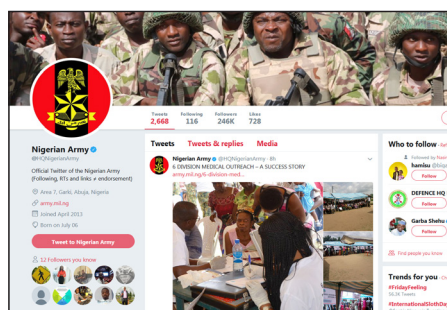 Tweets Following Followers Likes
2,668 116 246K 728
Nigerian Army
@HQNigerianArmy
Official Twitter of the Nigerian Army
(Following, RTs and links ≠ endorsement)
Area 7, Garki, Abuja, Nigeria
army.mil.ng
Joined April 2013
Born on July 06
Tweet to Nigerian Army
12 Followers you know
Tweets Tweets & replies Media
Nigerian Army @HQNigerianArmy · 8h
6 DIVISION MEDICAL OUTREACH – A SUCCESS STORY
army.mil.ng/6-division-med...
Who to follow
Followed by
hamisu
Follow
DEFENCE HQ
Follow
Garba Shehu
Follow
Find people you know
Trends for you
#FridayFeeling
Tweets
#InternationalSlothDay